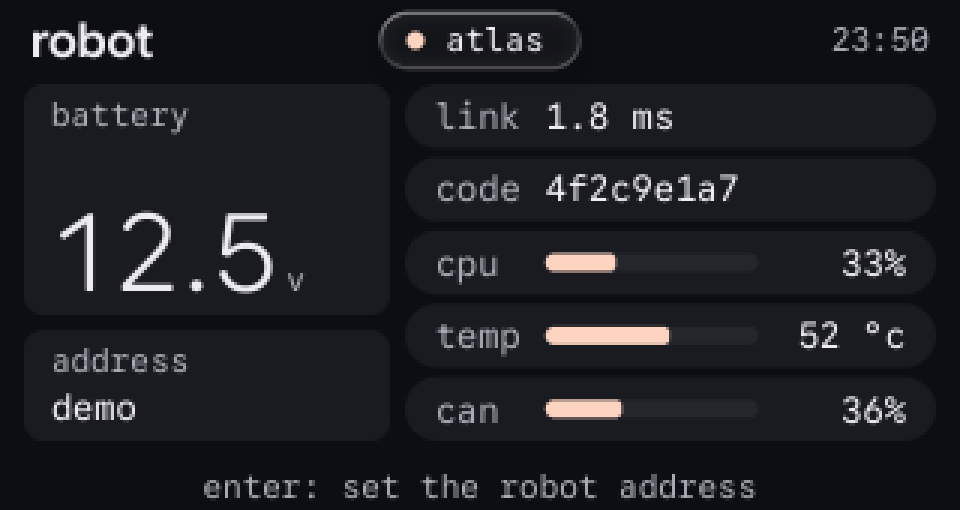 robot
atlas
23:50
battery
12.5 v
address
demo
link 1.8 ms
code 4f2c9e1a7
cpu 33%
temp 52 °c
can 36%
enter: set the robot address